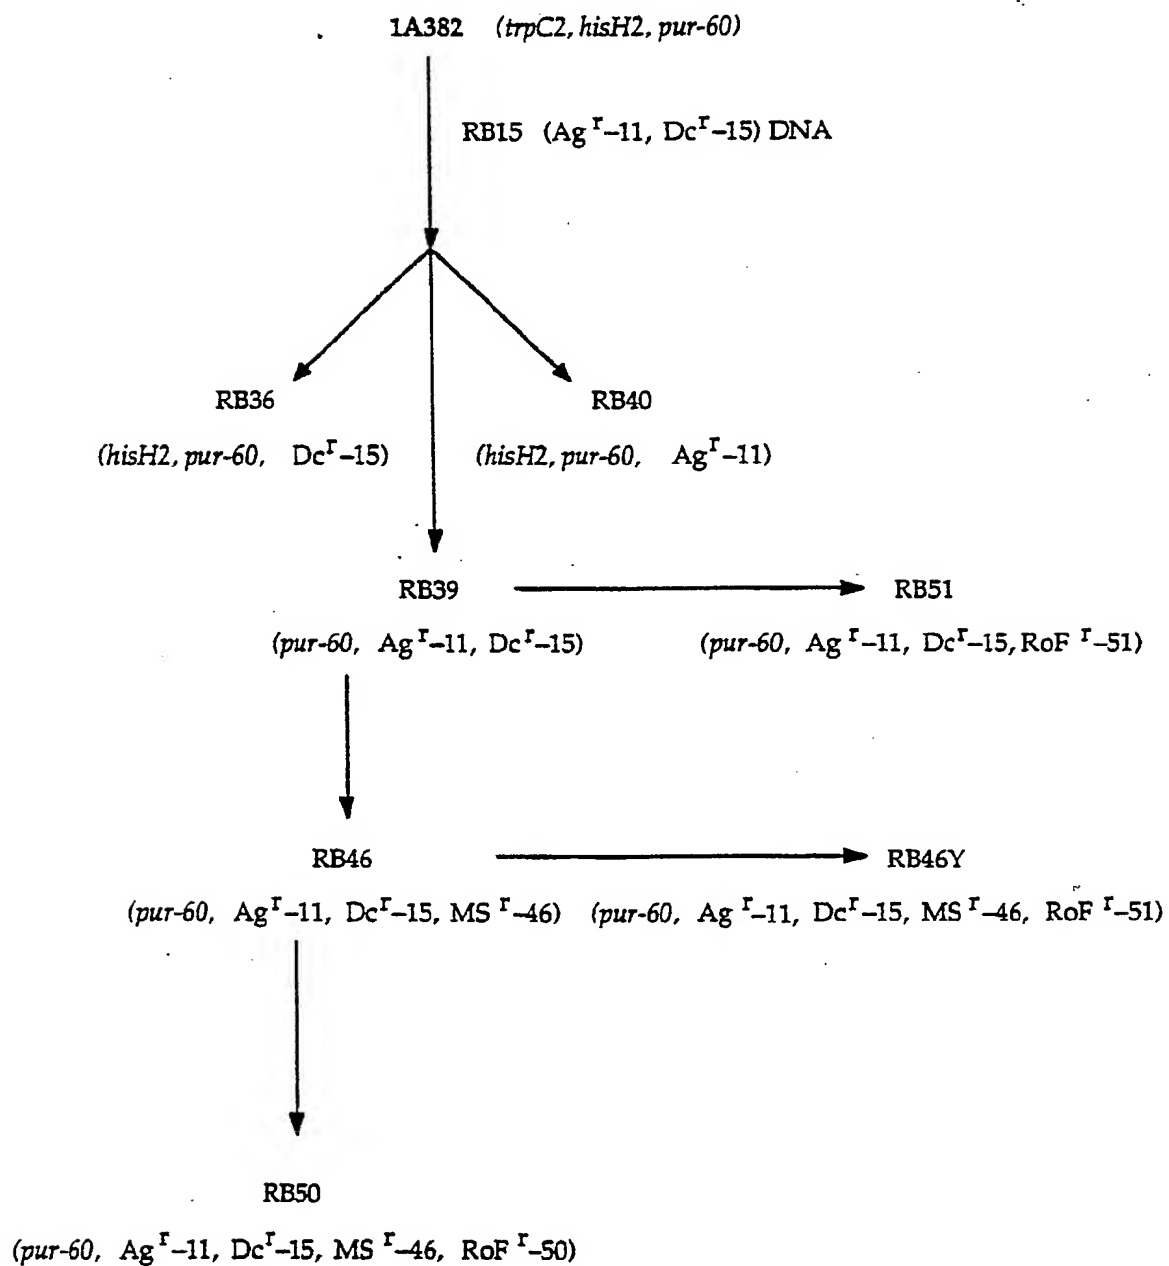 1A382 (trpC2, hisH2, pur-60)
RB15 (Ag r–11, Dc r–15) DNA
RB36
RB40
(hisH2, pur-60, Dc r–15)
(hisH2, pur-60, Ag r–11)
RB39
RB51
(pur-60, Ag r–11, Dc r–15)
(pur-60, Ag r–11, Dc r–15, RoF r–51)
RB46
RB46Y
(pur-60, Ag r–11, Dc r–15, MS r–46)
(pur-60, Ag r–11, Dc r–15, MS r–46, RoF r–51)
RB50
(pur-60, Ag r–11, Dc r–15, MS r–46, RoF r–50)